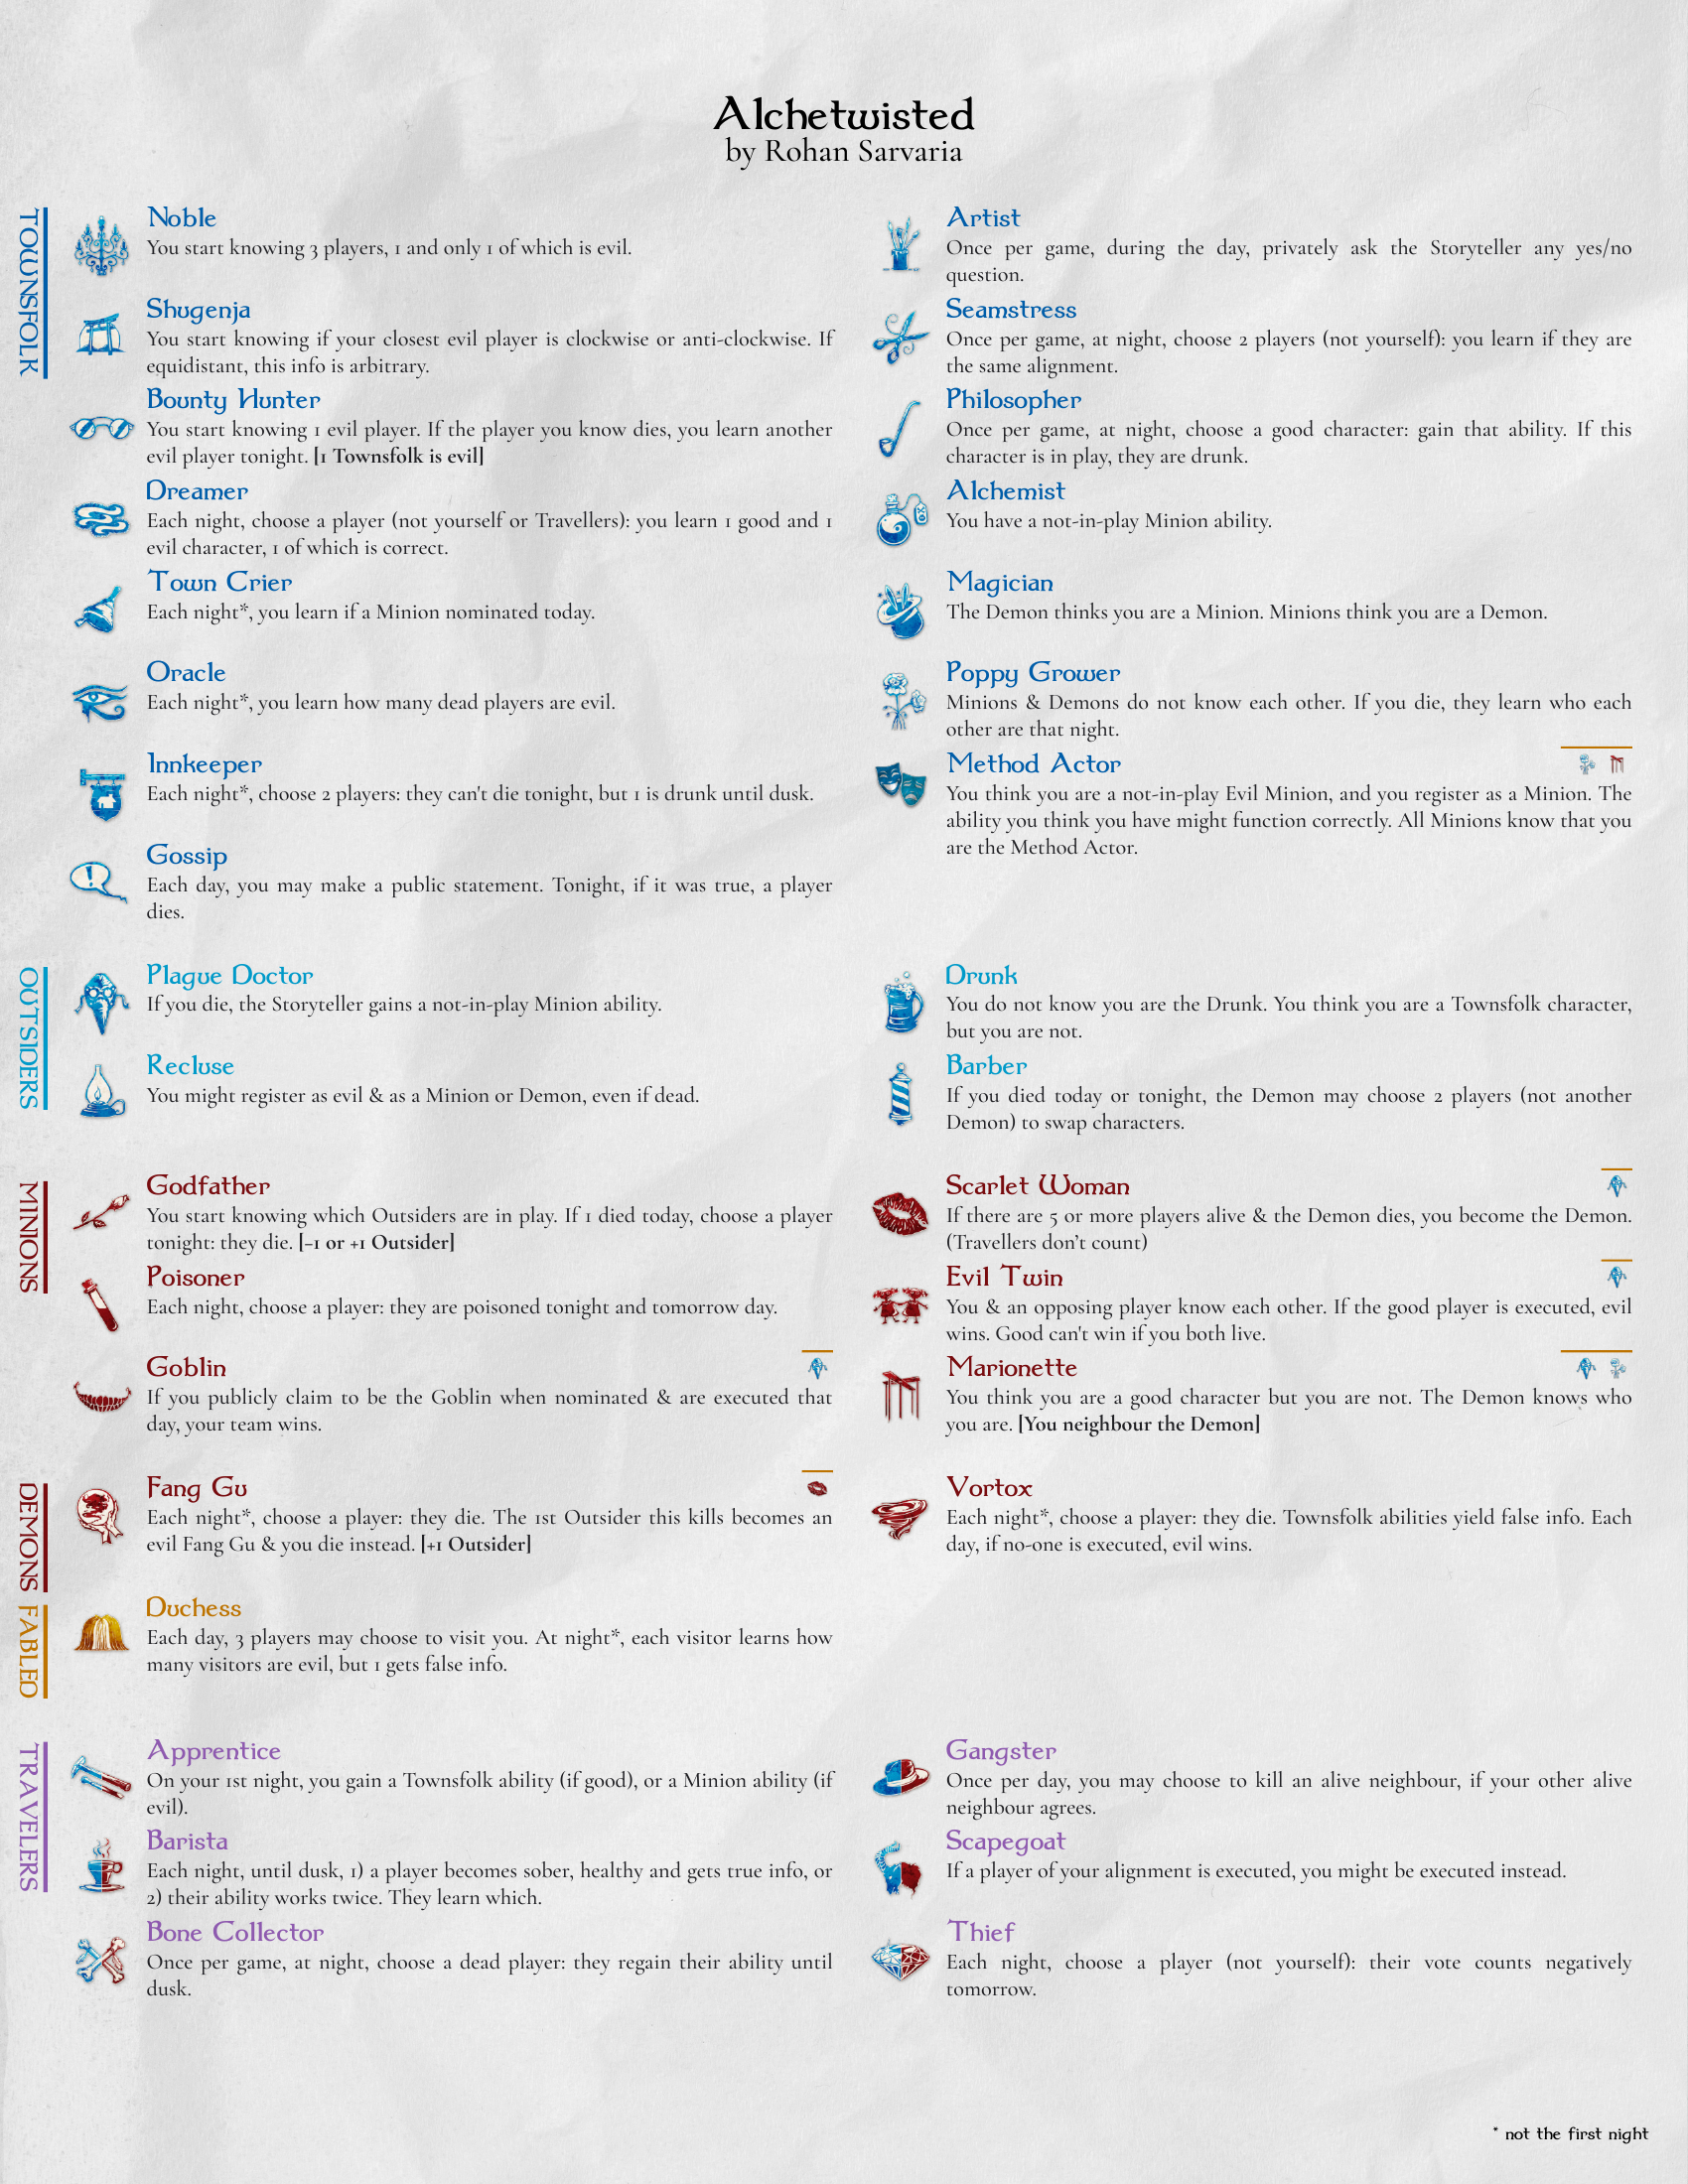 Alchetwisted
by Rohan Sarvaria
TOWNSFOLK
Noble
You start knowing 3 players, 1 and only 1 of which is evil.
Shugenja
You start knowing if your closest evil player is clockwise or anti-clockwise. If
equidistant, this info is arbitrary.
Bounty Hunter
You start knowing 1 evil player. If the player you know dies, you learn another
evil player tonight. [1 Townsfolk is evil]
Dreamer
Each night, choose a player (not yourself or Travellers): you learn 1 good and 1
evil character, 1 of which is correct.
Town Crier
Each night*, you learn if a Minion nominated today.
Oracle
Each night*, you learn how many dead players are evil.
Innkeeper
Each night*, choose 2 players: they can't die tonight, but 1 is drunk until dusk.
Gossip
Each day, you may make a public statement. Tonight, if it was true, a player
dies.
Artist
Once per game, during the day, privately ask the Storyteller any yes/no
question.
Seamstress
Once per game, at night, choose 2 players (not yourself): you learn if they are
the same alignment.
Philosopher
Once per game, at night, choose a good character: gain that ability. If this
character is in play, they are drunk.
Alchemist
You have a not-in-play Minion ability.
Magician
The Demon thinks you are a Minion. Minions think you are a Demon.
Poppy Grower
Minions & Demons do not know each other. If you die, they learn who each
other are that night.
Method Actor
You think you are a not-in-play Evil Minion, and you register as a Minion. The
ability you think you have might function correctly. All Minions know that you
are the Method Actor.
OUTSIDERS
Plague Doctor
If you die, the Storyteller gains a not-in-play Minion ability.
Recluse
You might register as evil & as a Minion or Demon, even if dead.
Drunk
You do not know you are the Drunk. You think you are a Townsfolk character,
but you are not.
Barber
If you died today or tonight, the Demon may choose 2 players (not another
Demon) to swap characters.
MINIONS
Godfather
You start knowing which Outsiders are in play. If 1 died today, choose a player
tonight: they die. [−1 or +1 Outsider]
Poisoner
Each night, choose a player: they are poisoned tonight and tomorrow day.
Goblin
If you publicly claim to be the Goblin when nominated & are executed that
day, your team wins.
Scarlet Woman
If there are 5 or more players alive & the Demon dies, you become the Demon.
(Travellers don’t count)
Evil Twin
You & an opposing player know each other. If the good player is executed, evil
wins. Good can't win if you both live.
Marionette
You think you are a good character but you are not. The Demon knows who
you are. [You neighbour the Demon]
DEMONS
Fang Gu
Each night*, choose a player: they die. The 1st Outsider this kills becomes an
evil Fang Gu & you die instead. [+1 Outsider]
Vortox
Each night*, choose a player: they die. Townsfolk abilities yield false info. Each
day, if no-one is executed, evil wins.
FABLED
Duchess
Each day, 3 players may choose to visit you. At night*, each visitor learns how
many visitors are evil, but 1 gets false info.
TRAVELERS
Apprentice
On your 1st night, you gain a Townsfolk ability (if good), or a Minion ability (if
evil).
Barista
Each night, until dusk, 1) a player becomes sober, healthy and gets true info, or
2) their ability works twice. They learn which.
Bone Collector
Once per game, at night, choose a dead player: they regain their ability until
dusk.
Gangster
Once per day, you may choose to kill an alive neighbour, if your other alive
neighbour agrees.
Scapegoat
If a player of your alignment is executed, you might be executed instead.
Thief
Each night, choose a player (not yourself): their vote counts negatively
tomorrow.
* not the first night